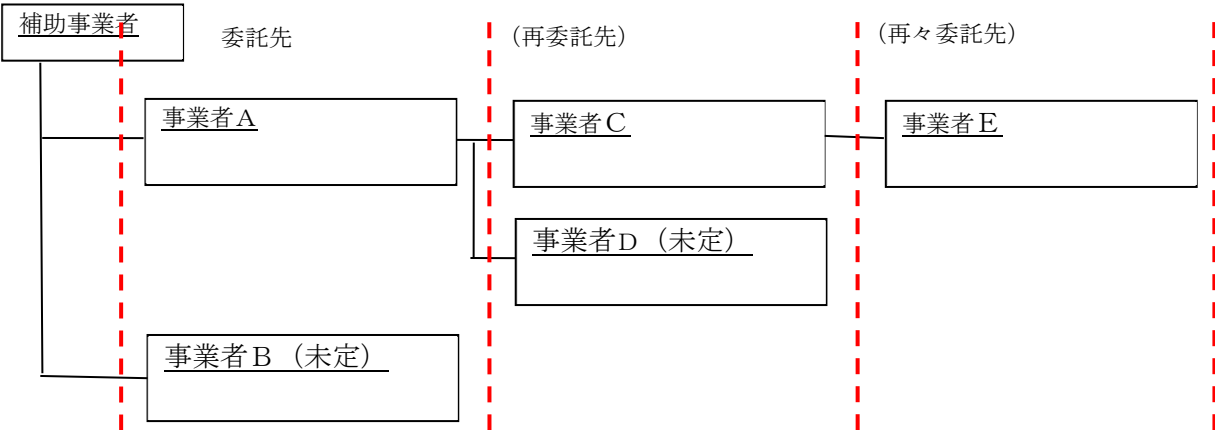 補助事業者
委託先
（再委託先）
（再々委託先）
事業者A
事業者C
事業者E
事業者D（未定）
事業者B（未定）